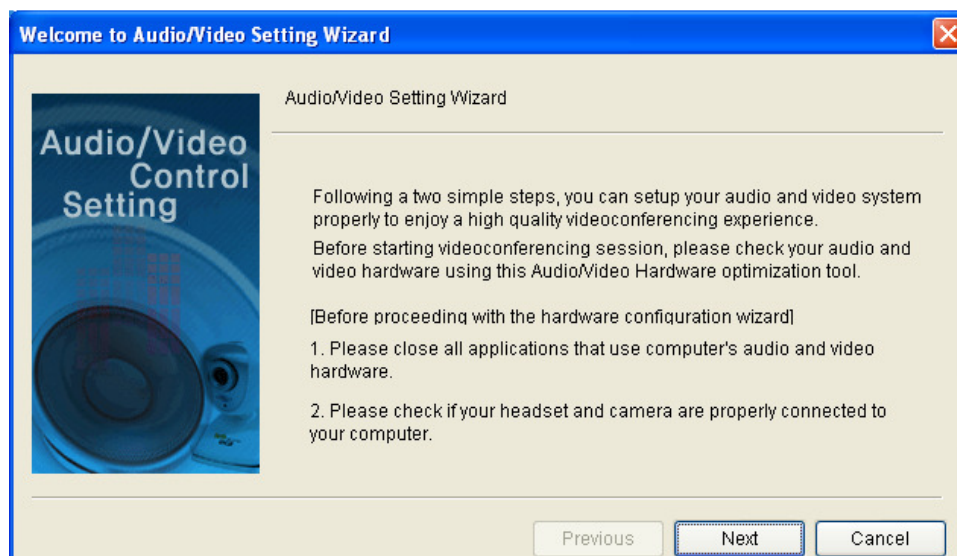 Welcome to Audio/Video Setting Wizard
Audio/Video
Control
Setting
Audio/Video Setting Wizard
Following a two simple steps, you can setup your audio and video system
properly to enjoy a high quality videoconferencing experience.
Before starting videoconferencing session, please check your audio and
video hardware using this Audio/Video Hardware optimization tool.
[Before proceeding with the hardware configuration wizard]
1. Please close all applications that use computer's audio and video
hardware.
2. Please check if your headset and camera are properly connected to
your computer.
Previous
Next
Cancel